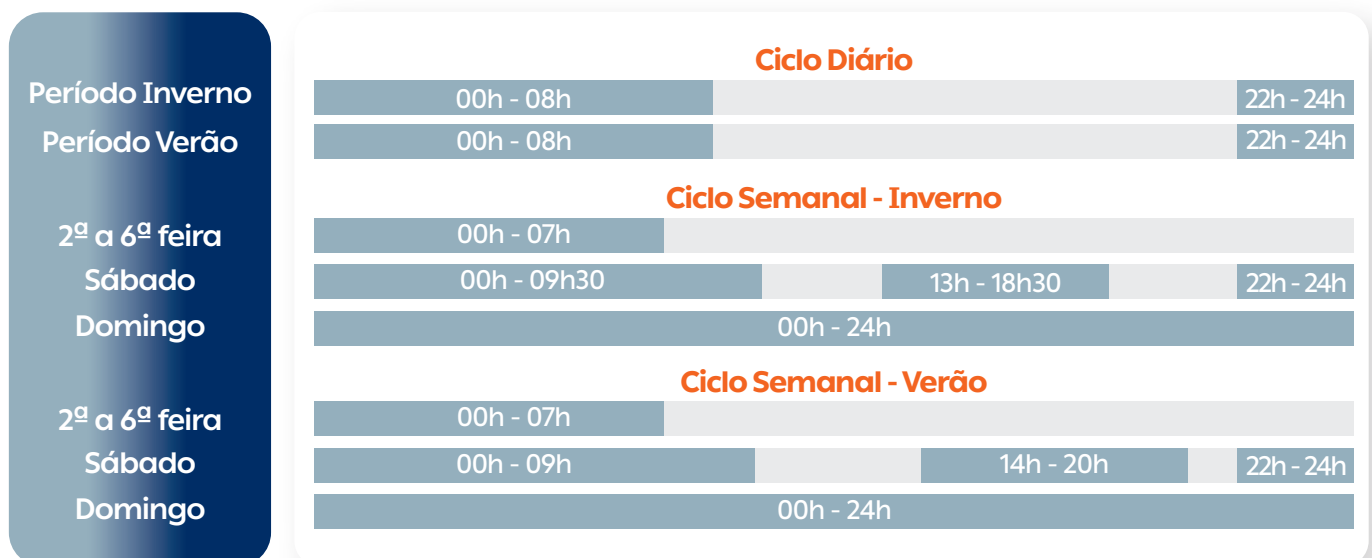 Ciclo Diário
Período Inverno 00h - 08h 22h - 24h
Período Verão 00h - 08h 22h - 24h
Ciclo Semanal - Inverno
2ª a 6ª feira 00h - 07h
Sábado 00h - 09h30 13h - 18h30 22h - 24h
Domingo 00h - 24h
Ciclo Semanal - Verão
2ª a 6ª feira 00h - 07h
Sábado 00h - 09h 14h - 20h 22h - 24h
Domingo 00h - 24h